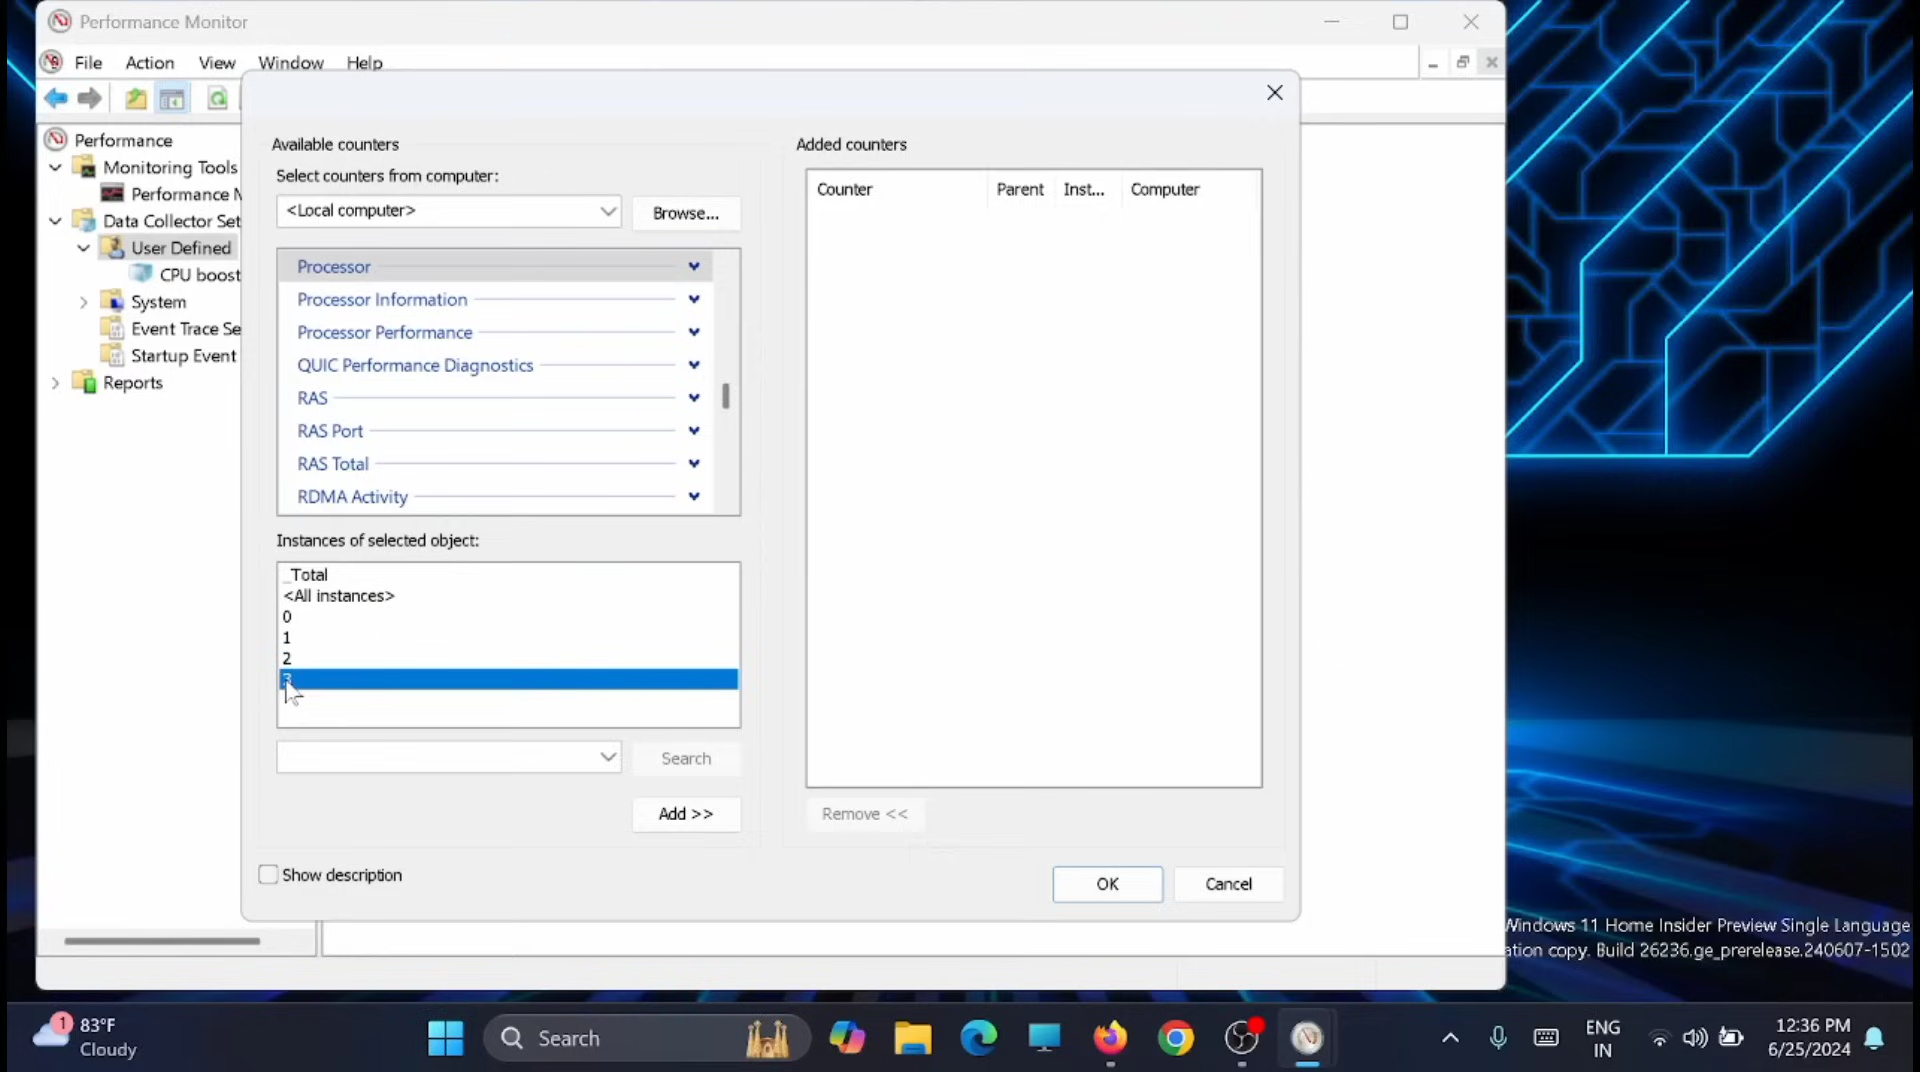 Performance Monitor
File Action View Window Help
Performance
Monitoring Tools
Performance M
Data Collector Set
User Defined
CPU boost
System
Event Trace Se
Startup Event
Reports
Available counters
Select counters from computer:
<Local computer>
Browse...
Processor
Processor Information
Processor Performance
QUIC Performance Diagnostics
RAS
RAS Port
RAS Total
RDMA Activity
Instances of selected object:
_Total
<All instances>
0
1
2
3
Search
Add >>
Show description
Added counters
Counter Parent Inst... Computer
Remove <<
OK
Cancel
Windows 11 Home Insider Preview Single Language
ation copy. Build 26236.ge_prerelease.240607-1502
1
83°F
Cloudy
Search
ENG
IN
12:36 PM
6/25/2024